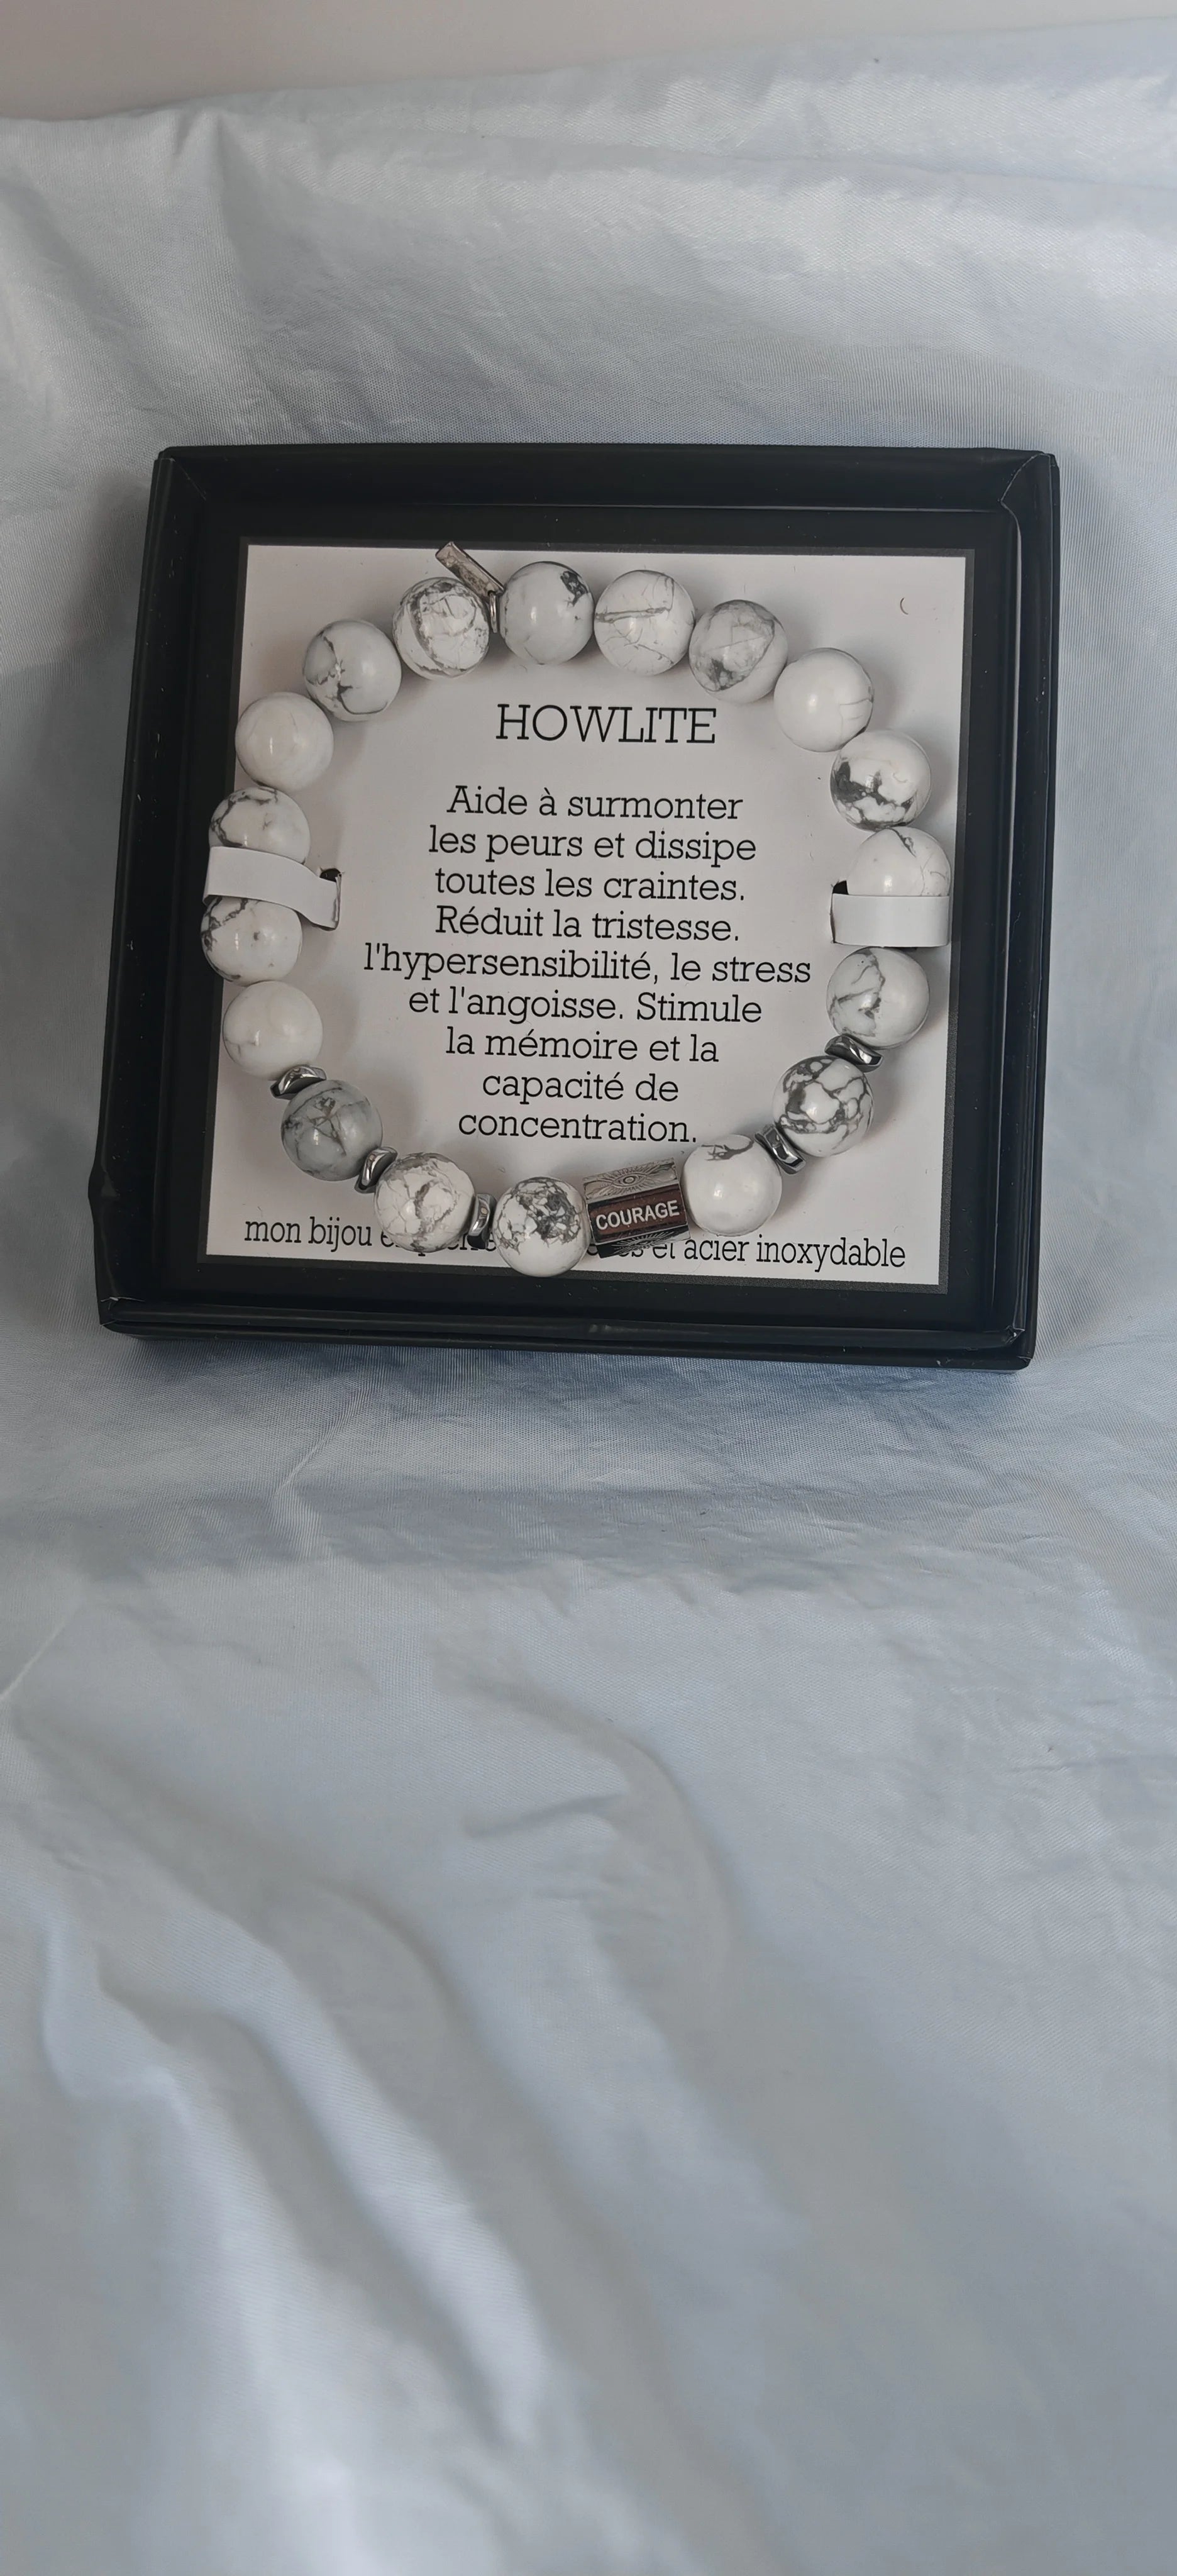 HOWLITE
Aide à surmonter
les peurs et dissipe
toutes les craintes.
Réduit la tristesse.
l'hypersensibilité, le stress
et l'angoisse. Stimule
la mémoire et la
capacité de
concentration.
COURAGE
mon bijou et acier inoxydable